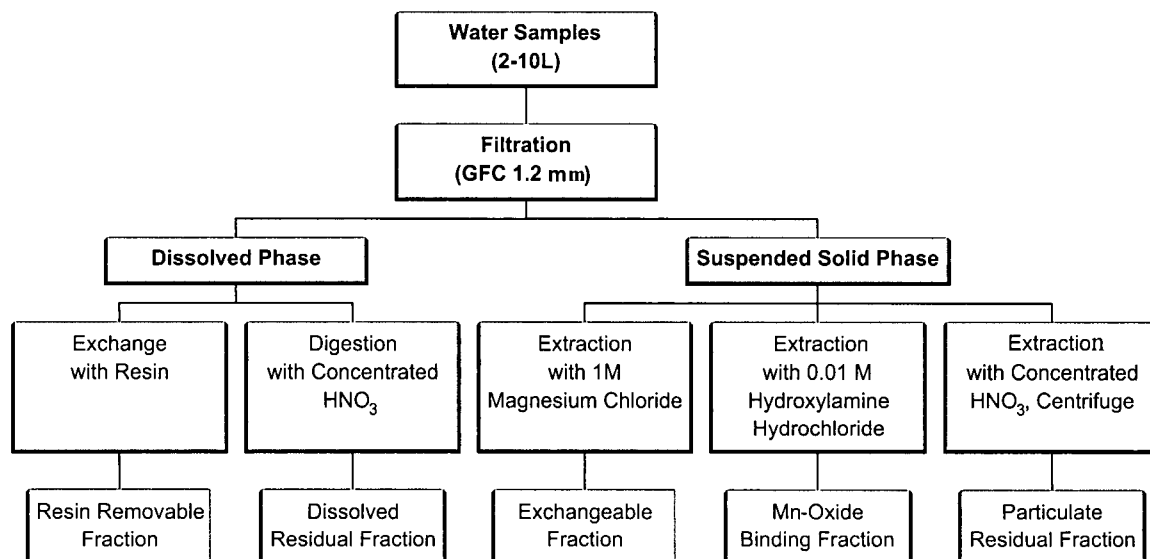 Water Samples
(2-10L)
Filtration
(GFC 1.2 mm)
Dissolved Phase
Suspended Solid Phase
Exchange
with Resin
Digestion
with Concentrated
HNO3
Extraction
with 1M
Magnesium Chloride
Extraction
with 0.01 M
Hydroxylamine
Hydrochloride
Extraction
with Concentrated
HNO3, Centrifuge
Resin Removable
Fraction
Dissolved
Residual Fraction
Exchangeable
Fraction
Mn-Oxide
Binding Fraction
Particulate
Residual Fraction